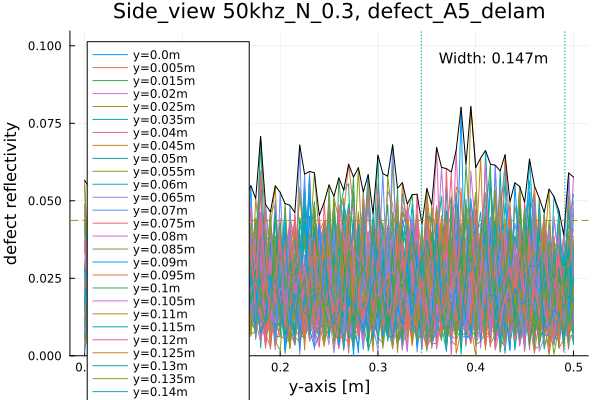 Side_view 50khz_N_0.3, defect_A5_delam
Width: 0.147m
defect reflectivity
0.100
0.075
0.050
0.025
0.000
y=0.0m
y=0.005m
y=0.015m
y=0.02m
y=0.025m
y=0.035m
y=0.04m
y=0.045m
y=0.05m
y=0.055m
y=0.06m
y=0.065m
y=0.07m
y=0.075m
y=0.08m
y=0.085m
y=0.09m
y=0.095m
y=0.1m
y=0.105m
y=0.11m
y=0.115m
y=0.12m
y=0.125m
y=0.13m
y=0.135m
y=0.14m
0.2 0.3 0.4 0.5
y-axis [m]